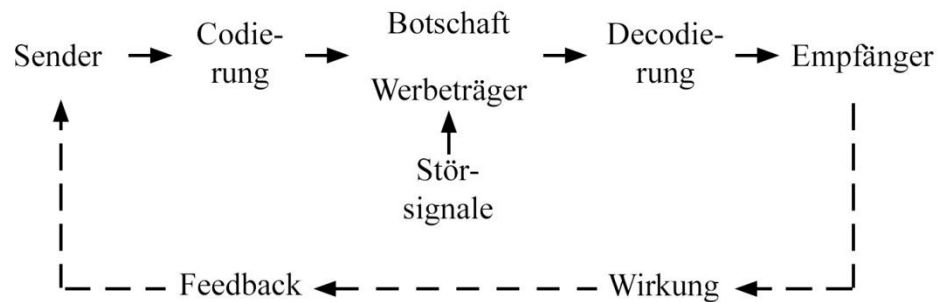 Sender
Codie-
rung
Botschaft
Werbeträger
Decodie-
rung
Empfänger
Stör-
signale
Feedback
Wirkung